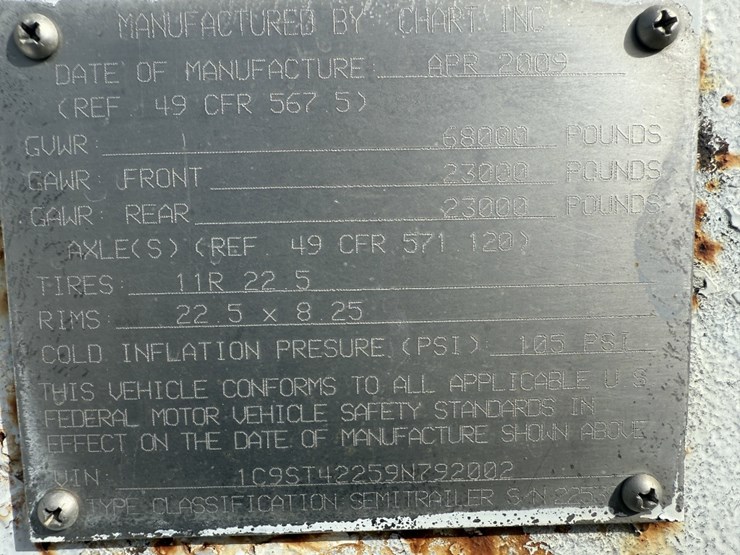 MANUFACTURED BY CHART INC
DATE OF MANUFACTURE: APR 2009
(REF 49 CFR 567 5)
GVWR: 68000 POUNDS
GAWR FRONT 23000 POUNDS
GAWR REAR 23000 POUNDS
AXLE(S) (REF 49 CFR 571 120)
TIRES: 11R 22 5
RIMS: 22 5 x 8.25
COLD INFLATION PRESURE (PSI) 105 PSI
THIS VEHICLE CONFORMS TO ALL APPLICABLE U S
FEDERAL MOTOR VEHICLE SAFETY STANDARDS IN
EFFECT ON THE DATE OF MANUFACTURE SHOWN ABOVE
VIN 1C9ST42259N792002
TYPE CLASSIFICATION SEMITRAILER S/N